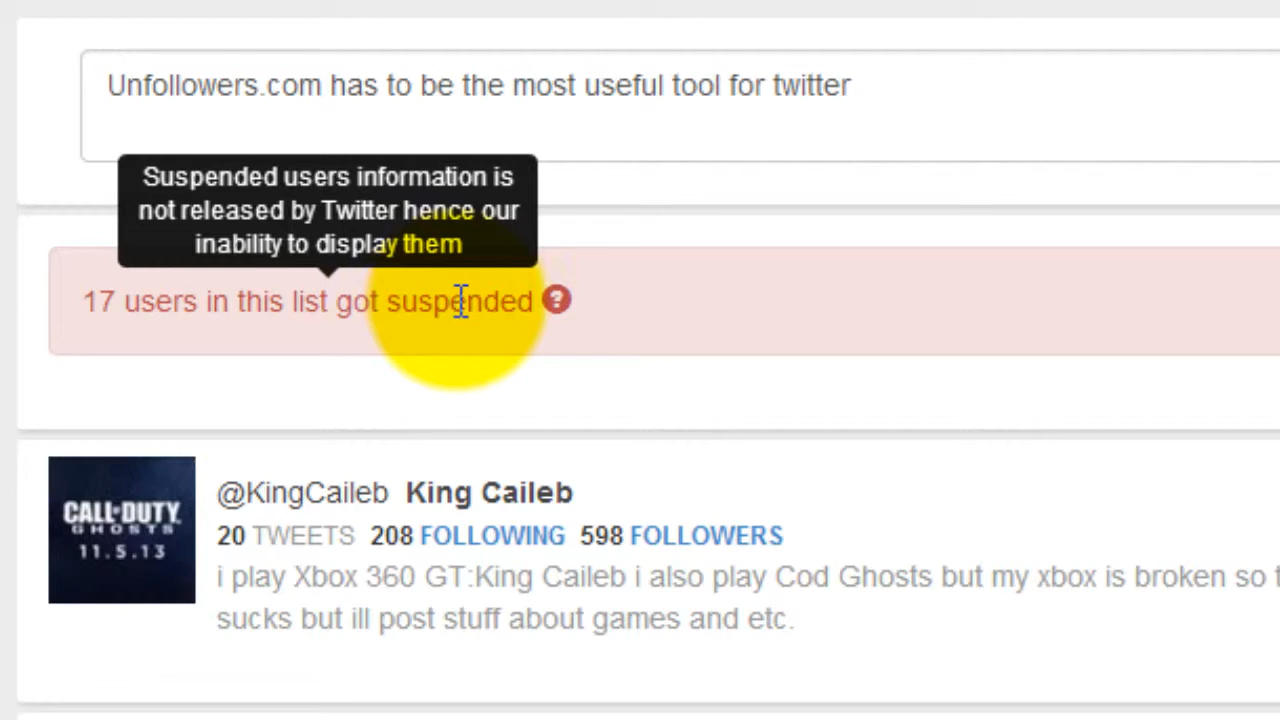 Unfollowers.com has to be the most useful tool for twitter
Suspended users information is
not released by Twitter hence our
inability to display them
17 users in this list got suspended ?
CALL OF DUTY
GHOSTS
11.5.13
@KingCaileb King Caileb
20 TWEETS 208 FOLLOWING 598 FOLLOWERS
i play Xbox 360 GT:King Caileb i also play Cod Ghosts but my xbox is broken so
sucks but ill post stuff about games and etc.